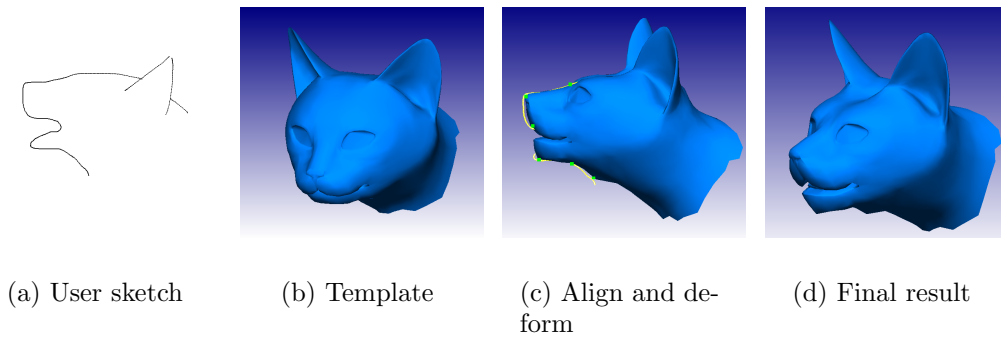 (a) User sketch
(b) Template
(c) Align and de-
form
(d) Final result